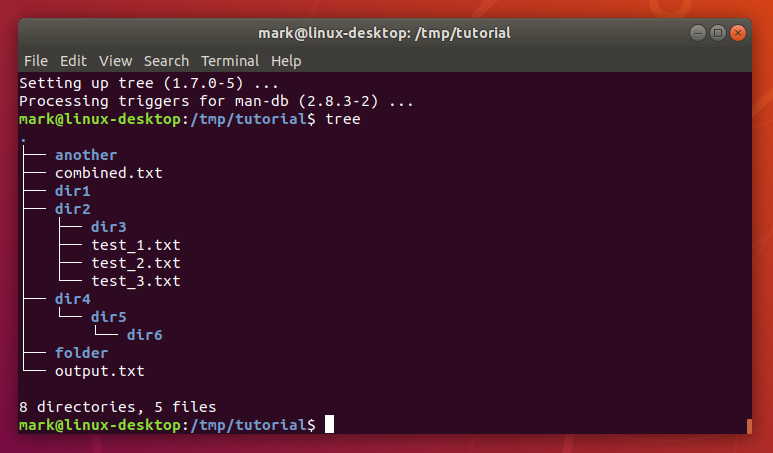 mark@linux-desktop: /tmp/tutorial
File Edit View Search Terminal Help
Setting up tree (1.7.0-5) ...
Processing triggers for man-db (2.8.3-2) ...
mark@linux-desktop:/tmp/tutorial$ tree
.
├── another
├── combined.txt
├── dir1
├── dir2
│   ├── dir3
│   ├── test_1.txt
│   ├── test_2.txt
│   └── test_3.txt
├── dir4
│   └── dir5
│       └── dir6
├── folder
└── output.txt
8 directories, 5 files
mark@linux-desktop:/tmp/tutorial$